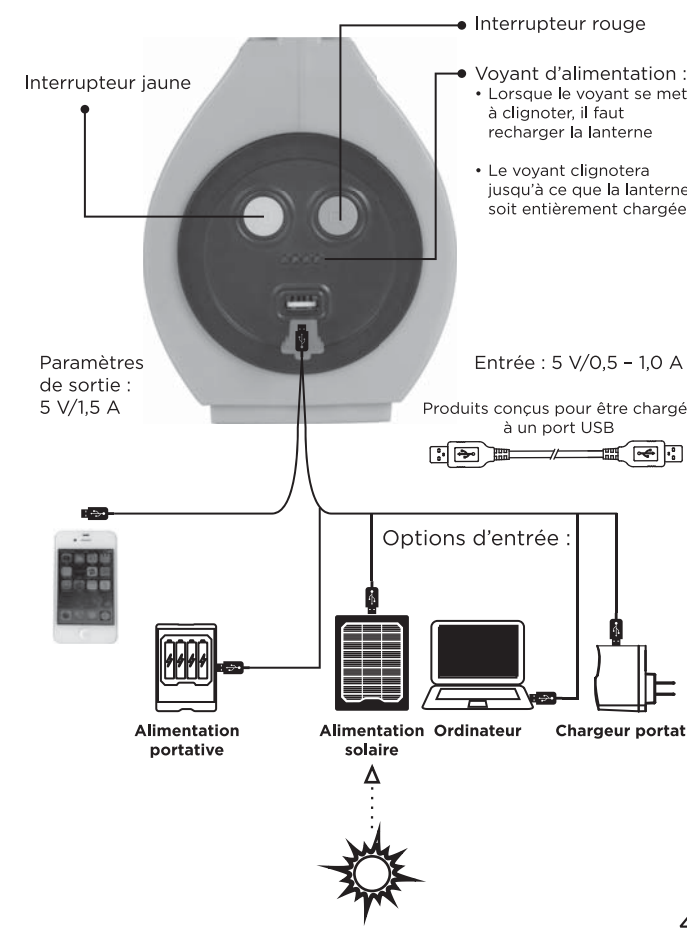 Interrupteur rouge
Interrupteur jaune
Voyant d'alimentation :
• Lorsque le voyant se met
à clignoter, il faut
recharger la lanterne
• Le voyant clignotera
jusqu'à ce que la lanterne
soit entièrement chargée
Paramètres
de sortie :
5 V/1,5 A
Entrée : 5 V/0,5 – 1,0 A
Produits conçus pour être chargé
à un port USB
Options d'entrée :
Alimentation
portative
Alimentation
solaire
Ordinateur
Chargeur portat
4